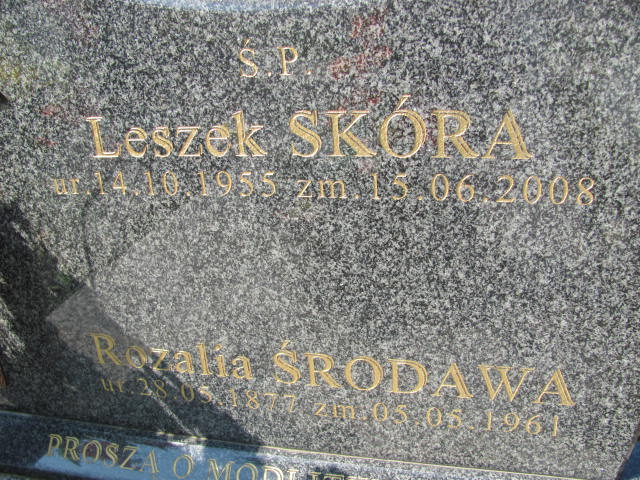 Ś.P.
Leszek SKÓRA
ur.14.10.1955 zm.15.06.2008
Rozalia ŚRODAWA
ur.28.05.1877 zm.05.05.1961
PROSZĄ O